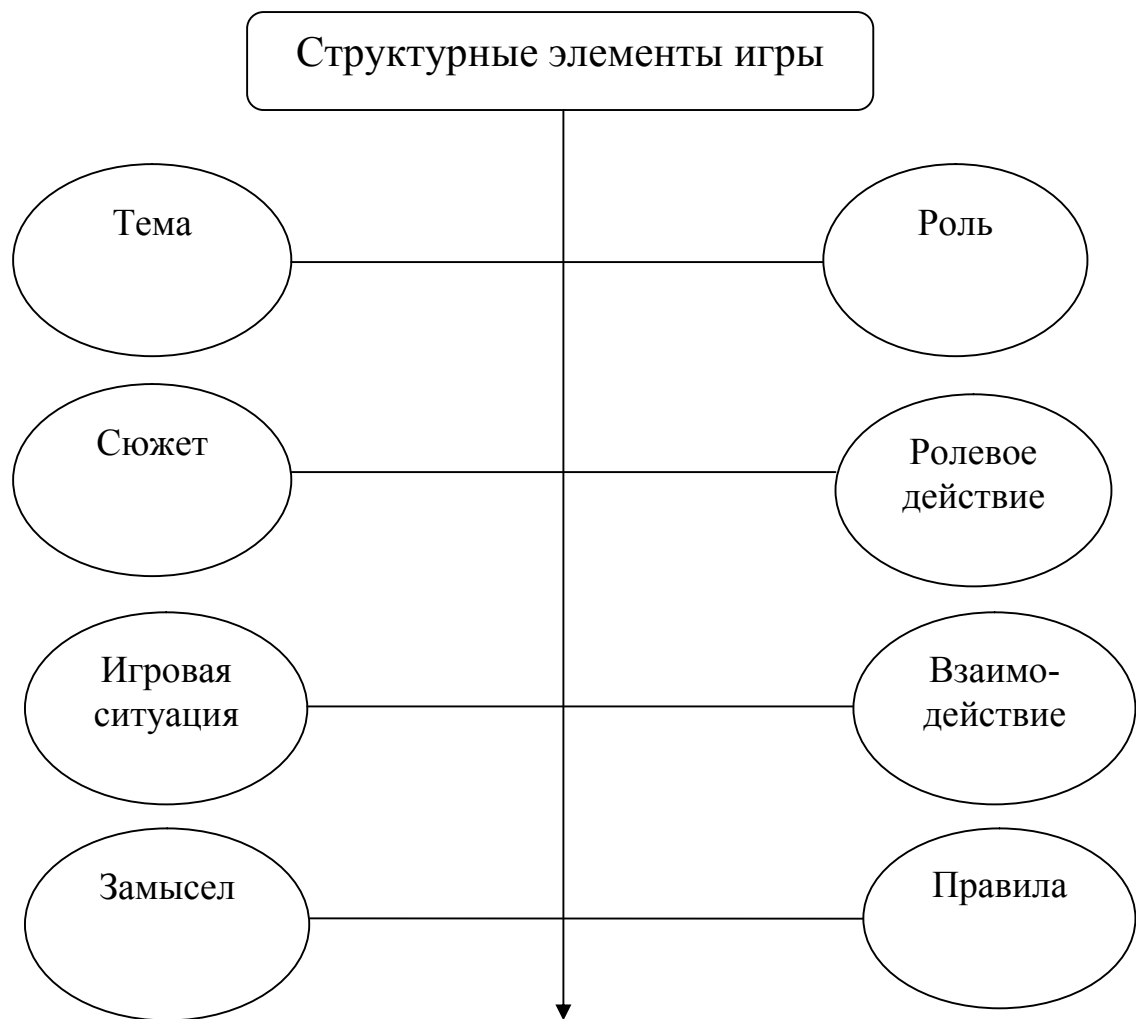 Структурные элементы игры
Тема
Роль
Сюжет
Ролевое
действие
Игровая
ситуация
Взаимо-
действие
Замысел
Правила